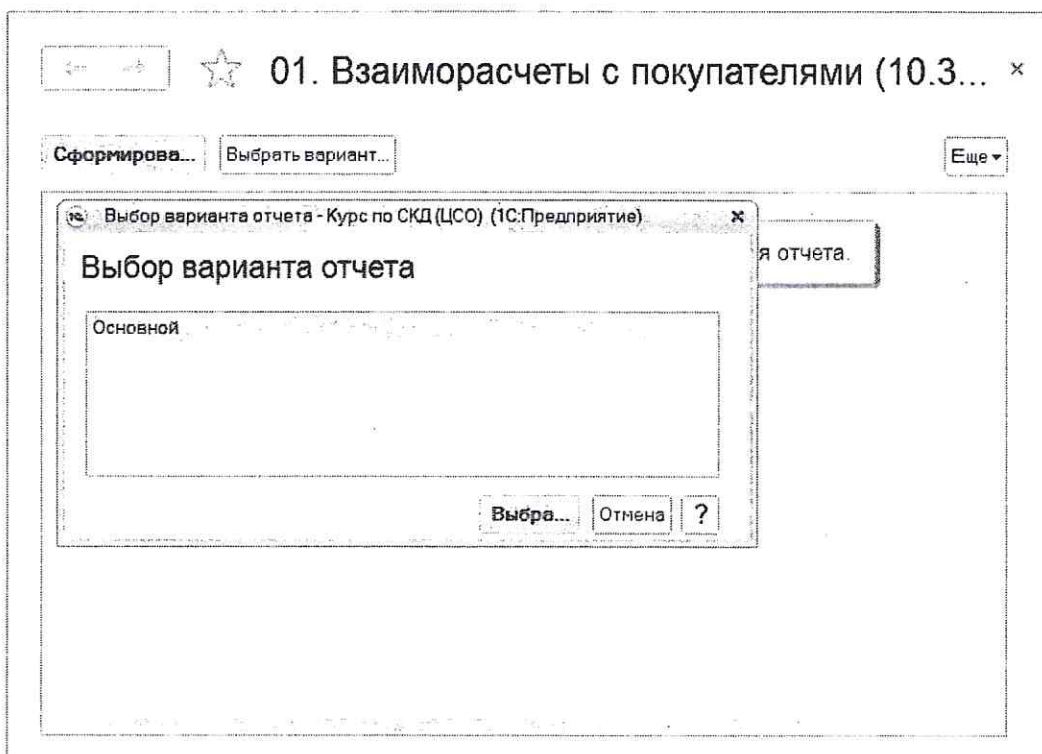 01. Взаиморасчеты с покупателями (10.3... ×
Сформирова... Выбрать вариант... Еще
Выбор варианта отчета - Курс по СКД (ЦСО) (1С:Предприятие) ×
Выбор варианта отчета
я отчета.
Основной
Выбра... Отмена ?